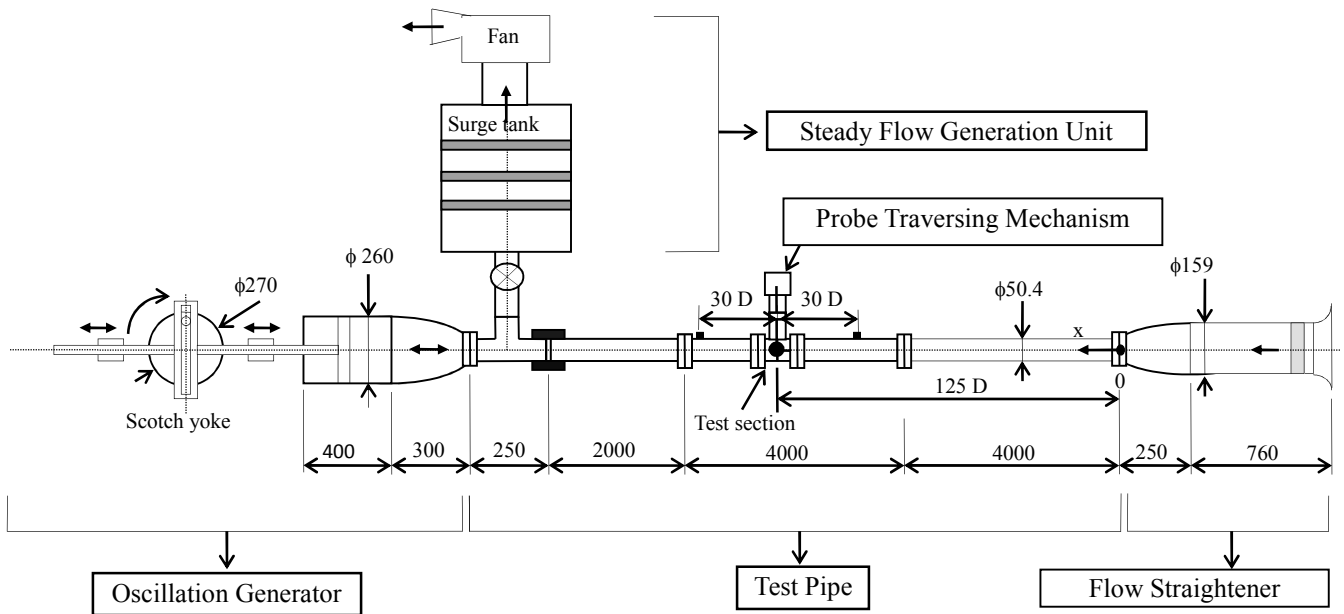 Fan
Surge tank
Steady Flow Generation Unit
Probe Traversing Mechanism
ϕ 260
ϕ270
30 D
30 D
ϕ50.4
ϕ159
x
0
125 D
Scotch yoke
Test section
400
300
250
2000
4000
4000
250
760
Oscillation Generator
Test Pipe
Flow Straightener